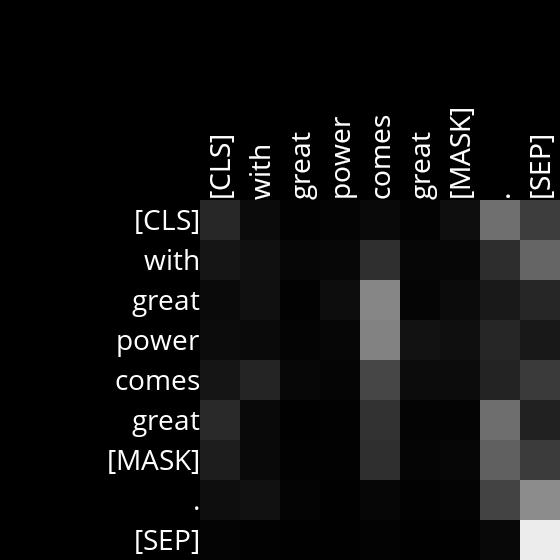 [CLS] with great power comes great [MASK] . [SEP]
[CLS]
with
great
power
comes
great
[MASK]
.
[SEP]